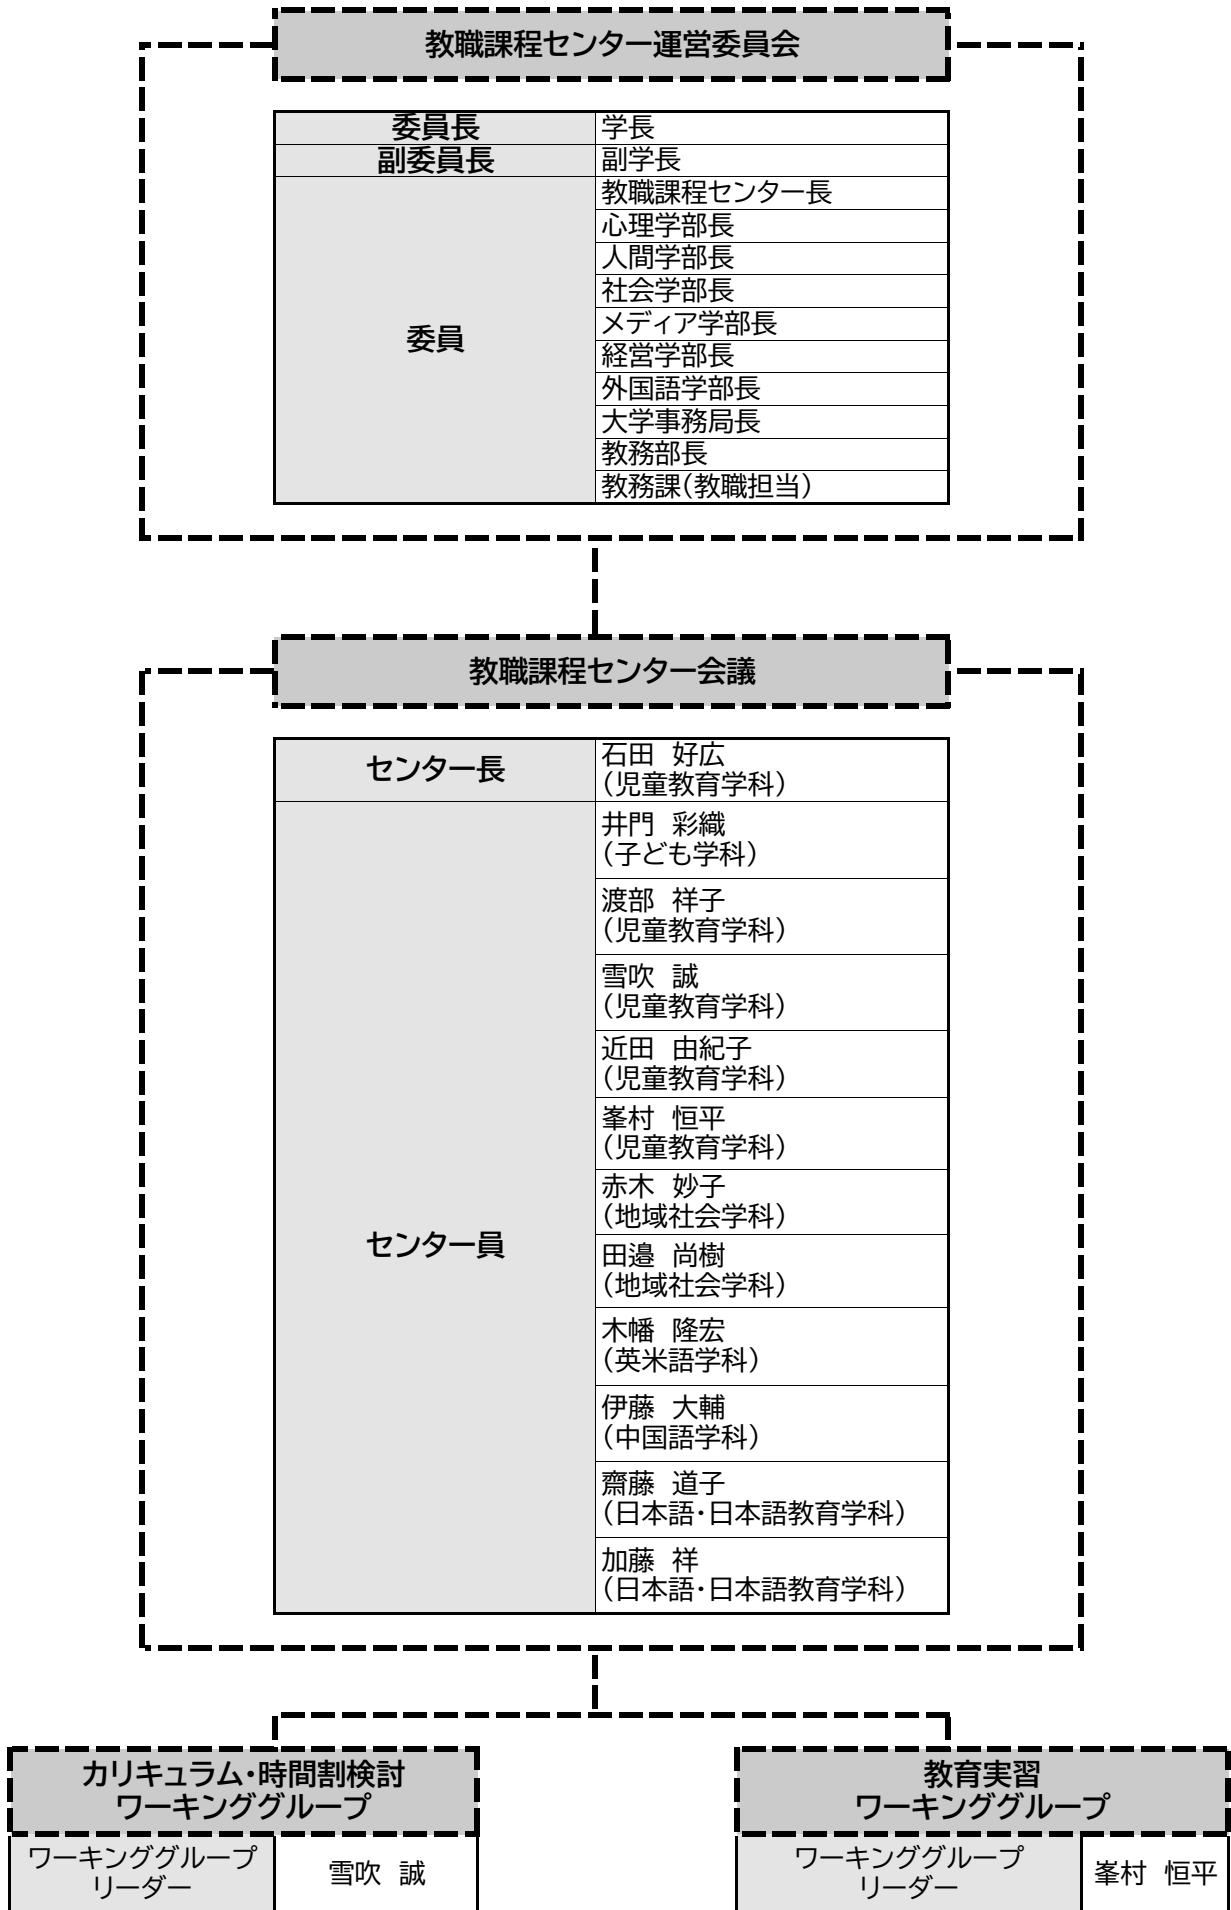 教職課程センター運営委員会
委員長
学長
副委員長
副学長
委員
教職課程センター長
心理学部長
人間学部長
社会学部長
メディア学部長
経営学部長
外国語学部長
大学事務局長
教務部長
教務課(教職担当)
教職課程センター会議
センター長
石田 好広
(児童教育学科)
センター員
井門 彩織
(子ども学科)
渡部 祥子
(児童教育学科)
雪吹 誠
(児童教育学科)
近田 由紀子
(児童教育学科)
峯村 恒平
(児童教育学科)
赤木 妙子
(地域社会学科)
田邉 尚樹
(地域社会学科)
木幡 隆宏
(英米語学科)
伊藤 大輔
(中国語学科)
齋藤 道子
(日本語・日本語教育学科)
加藤 祥
(日本語・日本語教育学科)
カリキュラム・時間割検討
ワーキンググループ
ワーキンググループ
リーダー
雪吹 誠
教育実習
ワーキンググループ
ワーキンググループ
リーダー
峯村 恒平